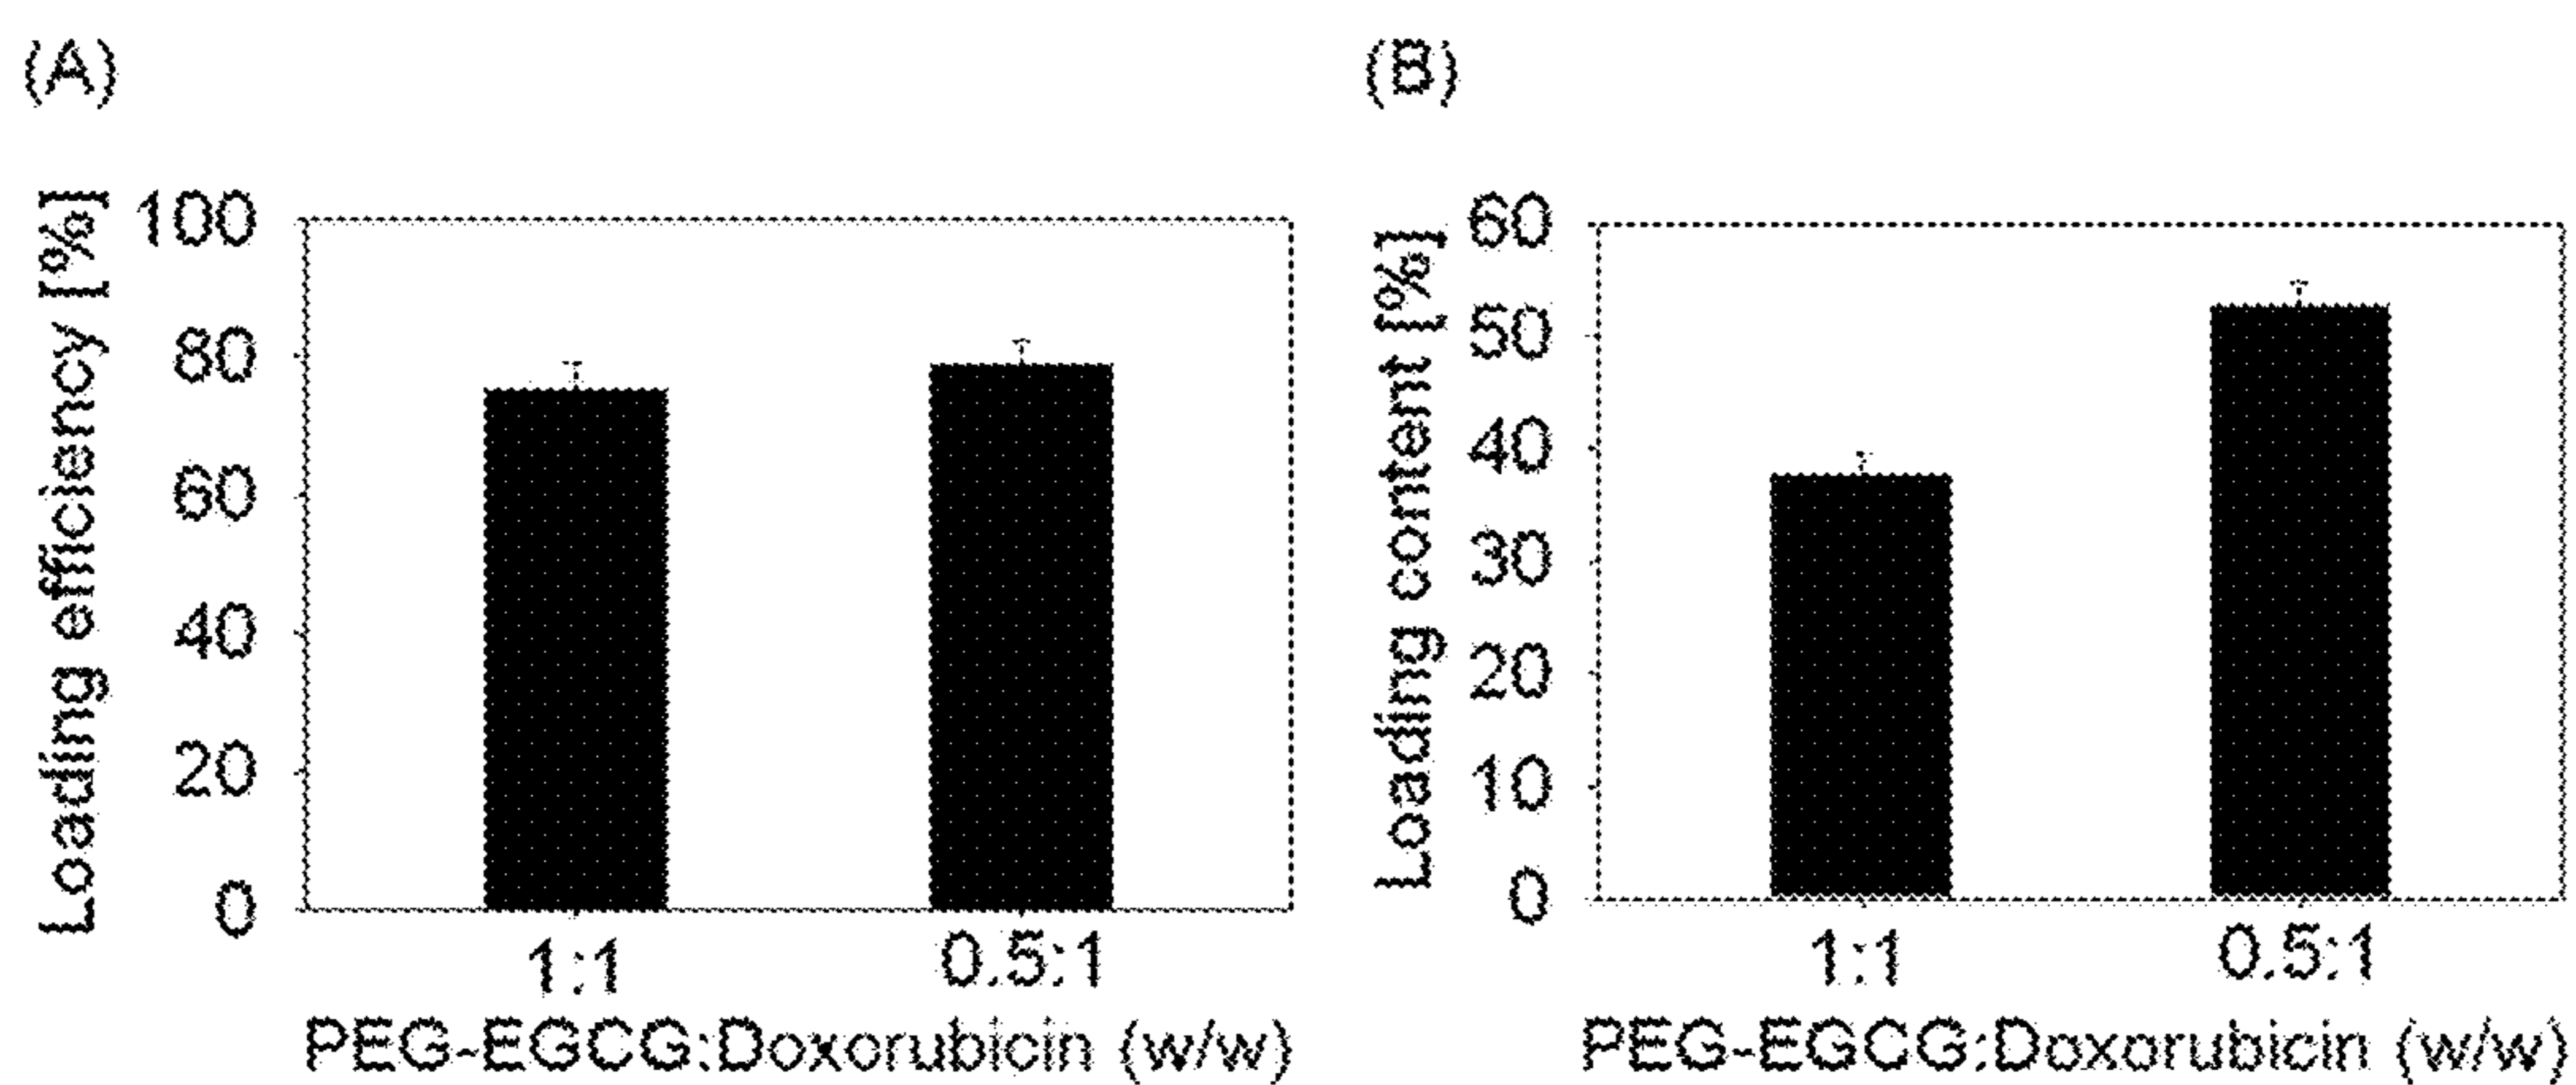 (A)
Loading efficiency [%]
100
80
60
40
20
0
1:1
0.5:1
PEG-EGCG:Doxorubicin (w/w)
(B)
Loading content [%]
60
50
40
30
20
10
0
1:1
0.5:1
PEG-EGCG:Doxorubicin (w/w)